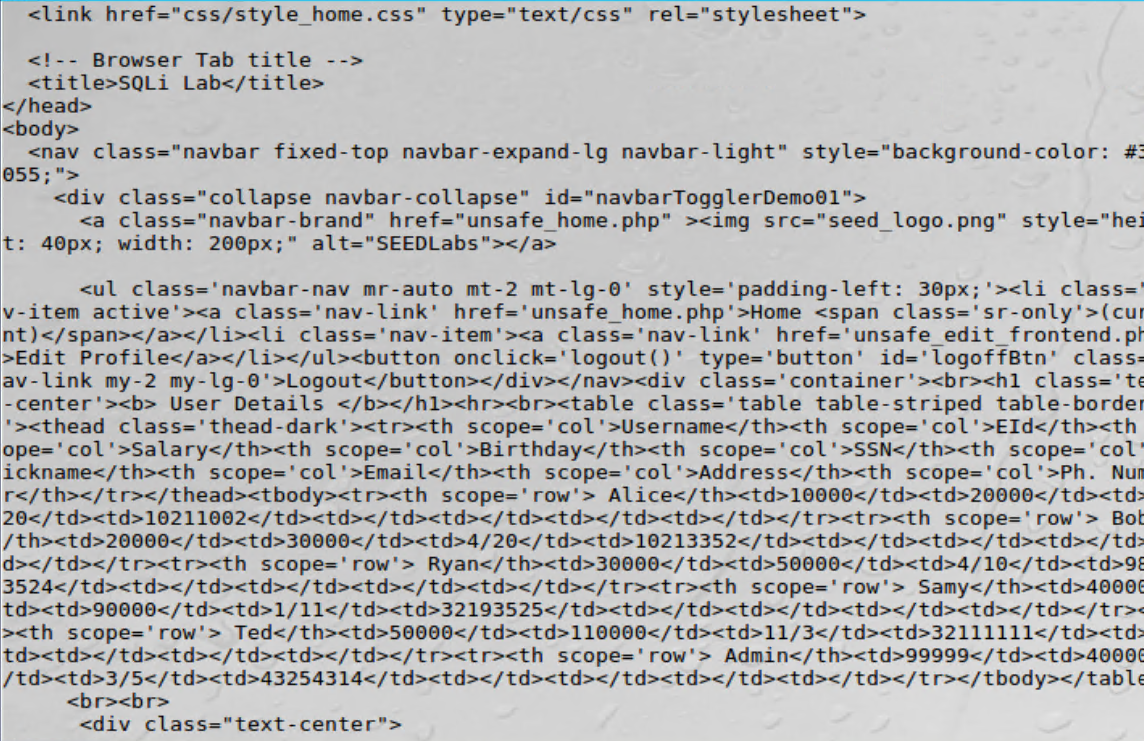 <link href="css/style_home.css" type="text/css" rel="stylesheet">
<!-- Browser Tab title -->
<title>SQLi Lab</title>
</head>
<body>
<nav class="navbar fixed-top navbar-expand-lg navbar-light" style="background-color: #3
055;">
<div class="collapse navbar-collapse" id="navbarTogglerDemo01">
<a class="navbar-brand" href="unsafe_home.php" ><img src="seed_logo.png" style="hei
t: 40px; width: 200px;" alt="SEEDLabs"></a>
<ul class='navbar-nav mr-auto mt-2 mt-lg-0' style='padding-left: 30px;'><li class='
v-item active'><a class='nav-link' href='unsafe_home.php'>Home <span class='sr-only'>(cur
nt)</span></a></li><li class='nav-item'><a class='nav-link' href='unsafe_edit_frontend.ph
>Edit Profile</a></li></ul><button onclick='logout()' type='button' id='logoffBtn' class=
av-link my-2 my-lg-0'>Logout</button></div></nav><div class='container'><br><h1 class='te
-center'><b> User Details </b></h1><hr><br><table class='table table-striped table-border
'><thead class='thead-dark'><tr><th scope='col'>Username</th><th scope='col'>EId</th><th
ope='col'>Salary</th><th scope='col'>Birthday</th><th scope='col'>SSN</th><th scope='col'
ickname</th><th scope='col'>Email</th><th scope='col'>Address</th><th scope='col'>Ph. Num
r</th></tr></thead><tbody><tr><th scope='row'> Alice</th><td>10000</td><td>20000</td><td>
20</td><td>10211002</td><td></td><td></td><td></td><td></td></tr><tr><th scope='row'> Bob
/th><td>20000</td><td>30000</td><td>4/20</td><td>10213352</td><td></td><td></td><td></td>
d></td></tr><tr><th scope='row'> Ryan</th><td>30000</td><td>50000</td><td>4/10</td><td>98
3524</td><td></td><td></td><td></td><td></td></tr><tr><th scope='row'> Samy</th><td>40000
td><td>90000</td><td>1/11</td><td>32193525</td><td></td><td></td><td></td><td></td></tr><
><th scope='row'> Ted</th><td>50000</td><td>110000</td><td>11/3</td><td>32111111</td><td>
td><td></td><td></td><td></td></tr><tr><th scope='row'> Admin</th><td>99999</td><td>40000
/td><td>3/5</td><td>43254314</td><td></td><td></td><td></td><td></td></tr></tbody></table
<br><br>
<div class="text-center">